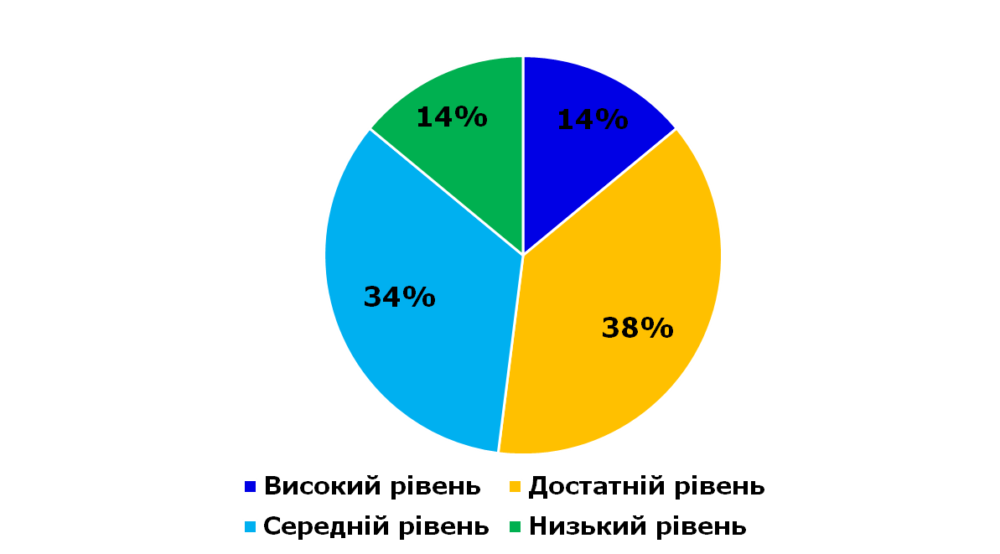 14% 14%
34%
38%
Високий рівень Достатній рівень
Середній рівень Низький рівень